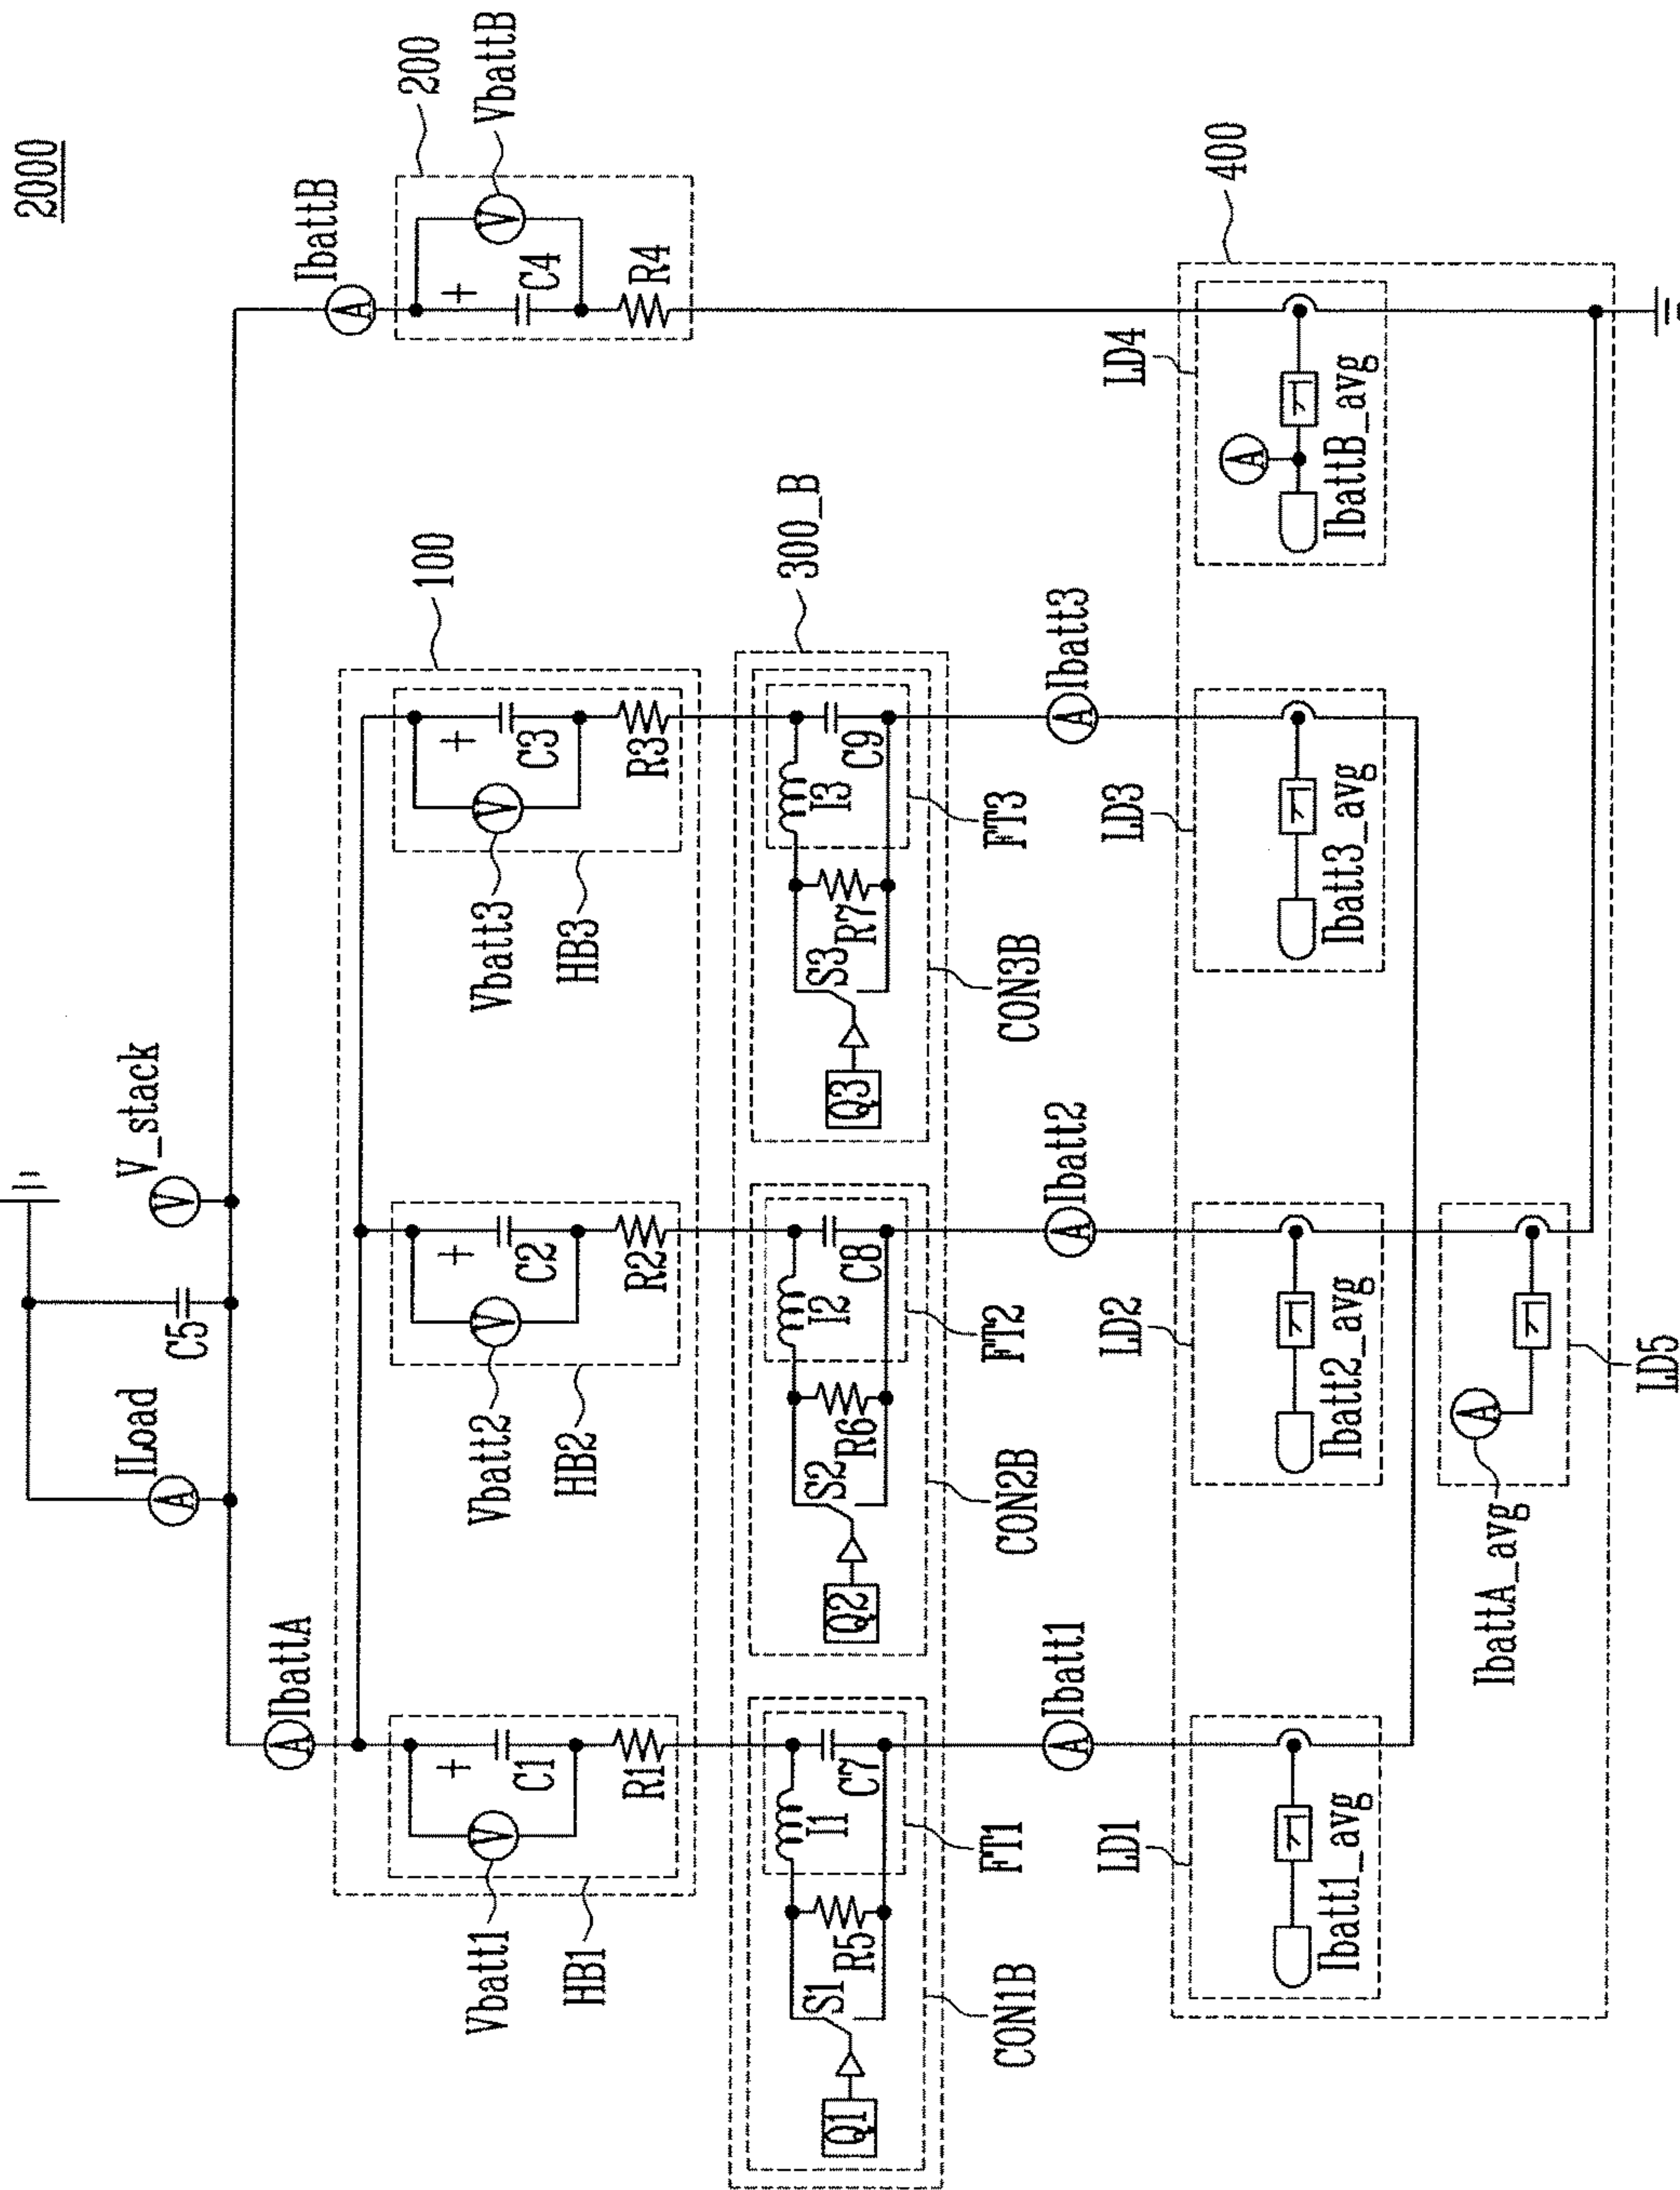 2000
ILoad
C5
V_stack
IbattA
IbattB
A
A
A
V
100
200
Vbatt1
V
+
C1
R1
HB1
Vbatt2
V
+
C2
R2
HB2
Vbatt3
V
+
C3
R3
HB3
VbattB
V
+
C4
R4
300_B
Q1
S1
R5
I1
C7
FT1
CON1B
Q2
S2
R6
I2
C8
FT2
CON2B
Q3
S3
R7
I3
C9
FT3
CON3B
A
Ibatt1
A
Ibatt2
A
Ibatt3
400
LD1
Ibatt1_avg
LD2
Ibatt2_avg
LD3
Ibatt3_avg
LD4
A
IbattB_avg
A
IbattA_avg
LD5
V